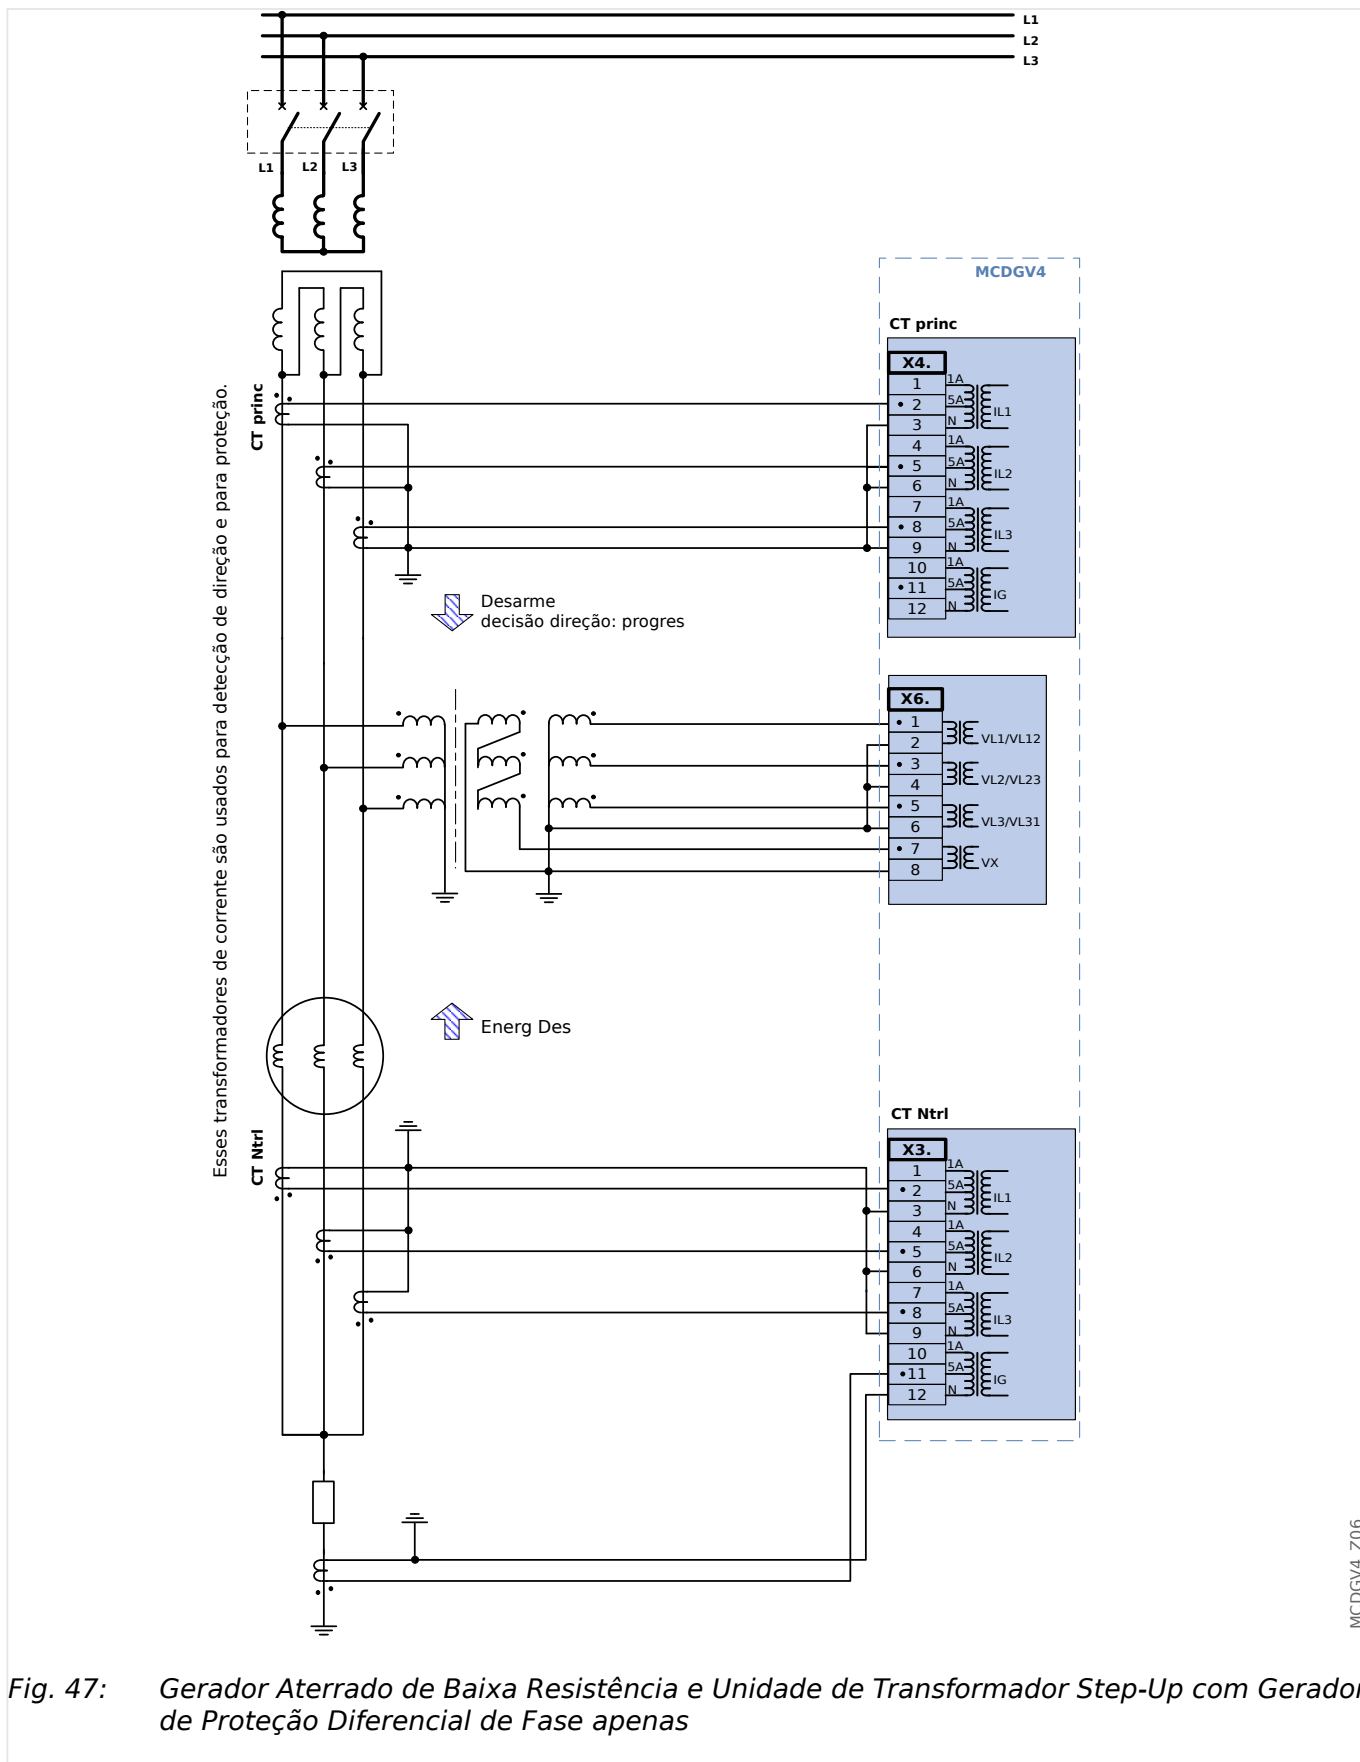 L1
L2
L3
L1 L2 L3
MCDGV4
CT princ
X4.
1 1A
2 5A IL1
3 N
4 1A
5 5A IL2
6 N
7 1A
8 5A IL3
9 N
10 1A
11 5A IG
12 N
CT princ
Esses transformadores de corrente são usados para detecção de direção e para proteção.
Desarme
decisão direção: progres
X6.
1
2 VL1/VL12
3
4 VL2/VL23
5
6 VL3/VL31
7
8 VX
Energ Des
CT Ntrl
CT Ntrl
X3.
1 1A
2 5A IL1
3 N
4 1A
5 5A IL2
6 N
7 1A
8 5A IL3
9 N
10 1A
11 5A IG
12 N
MCDGV4_Z06
Fig. 47: Gerador Aterrado de Baixa Resistência e Unidade de Transformador Step-Up com Gerador
de Proteção Diferencial de Fase apenas